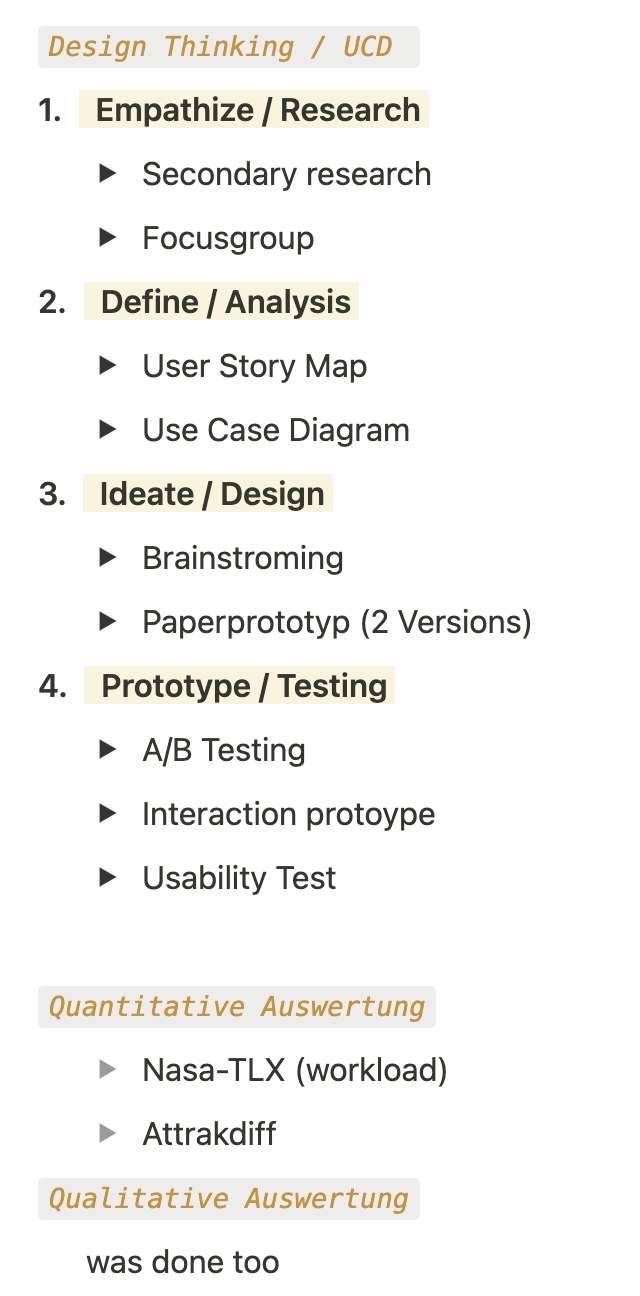 Design Thinking / UCD
1. Empathize / Research
Secondary research
Focusgroup
2. Define / Analysis
User Story Map
Use Case Diagram
3. Ideate / Design
Brainstroming
Paperprototyp (2 Versions)
4. Prototype / Testing
A/B Testing
Interaction protoype
Usability Test
Quantitative Auswertung
Nasa-TLX (workload)
Attrakdiff
Qualitative Auswertung
was done too